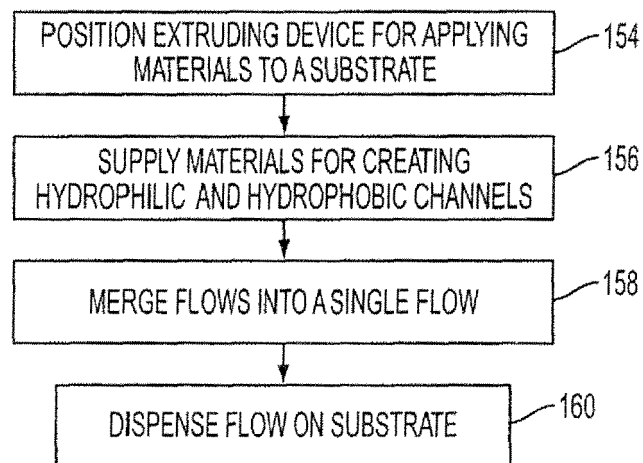 POSITION EXTRUDING DEVICE FOR APPLYING
MATERIALS TO A SUBSTRATE
154
SUPPLY MATERIALS FOR CREATING
HYDROPHILIC AND HYDROPHOBIC CHANNELS
156
MERGE FLOWS INTO A SINGLE FLOW
158
DISPENSE FLOW ON SUBSTRATE
160